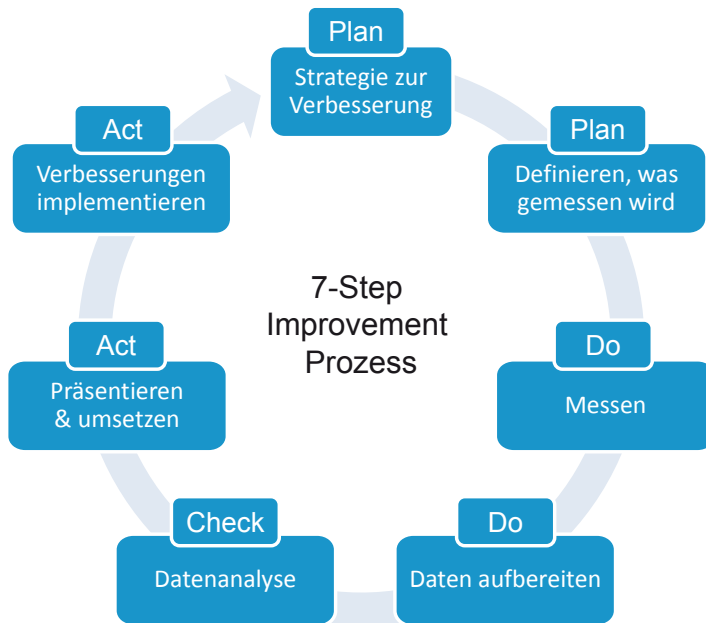 Plan
Strategie zur
Verbesserung
Plan
Definieren, was
gemessen wird
Do
Messen
Do
Daten aufbereiten
Check
Datenanalyse
Act
Präsentieren
& umsetzen
Act
Verbesserungen
implementieren
7-Step
Improvement
Prozess